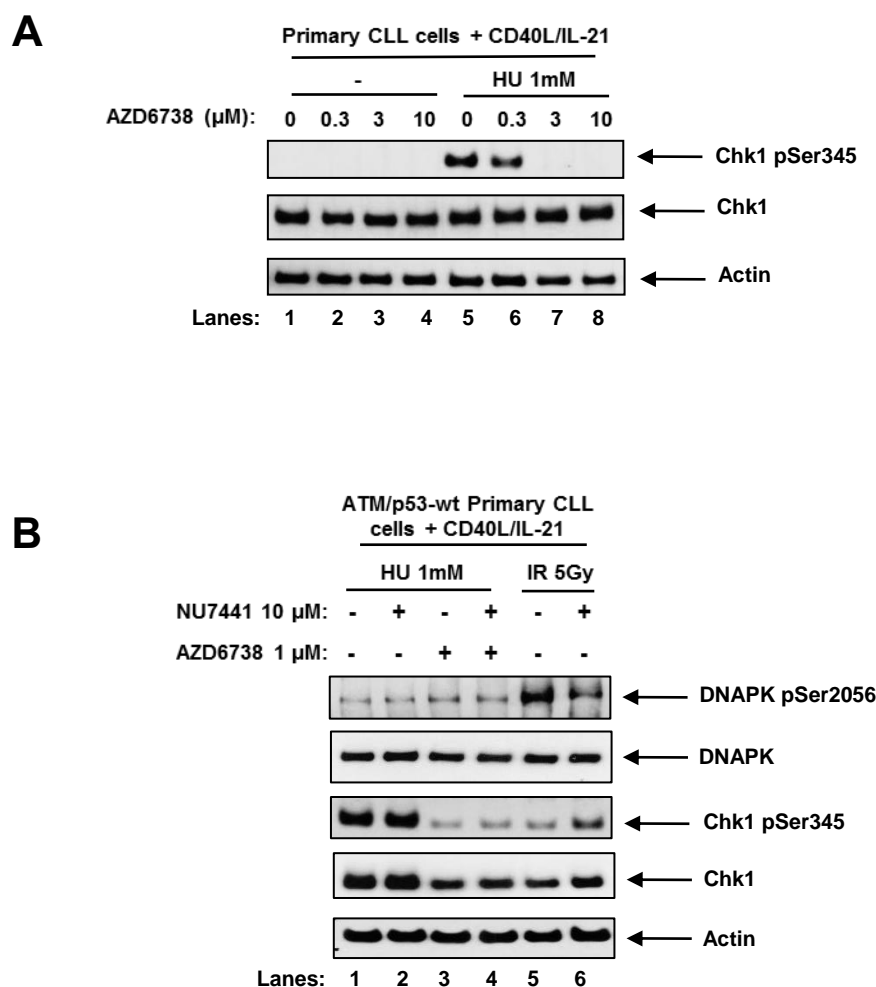 A
Primary CLL cells + CD40L/IL-21
- HU 1mM
AZD6738 (µM): 0 0.3 3 10 0 0.3 3 10
Chk1 pSer345
Chk1
Actin
Lanes: 1 2 3 4 5 6 7 8
B
ATM/p53-wt Primary CLL
cells + CD40L/IL-21
HU 1mM IR 5Gy
NU7441 10 µM: - + - + - +
AZD6738 1 µM: - - + + - -
DNAPK pSer2056
DNAPK
Chk1 pSer345
Chk1
Actin
Lanes: 1 2 3 4 5 6